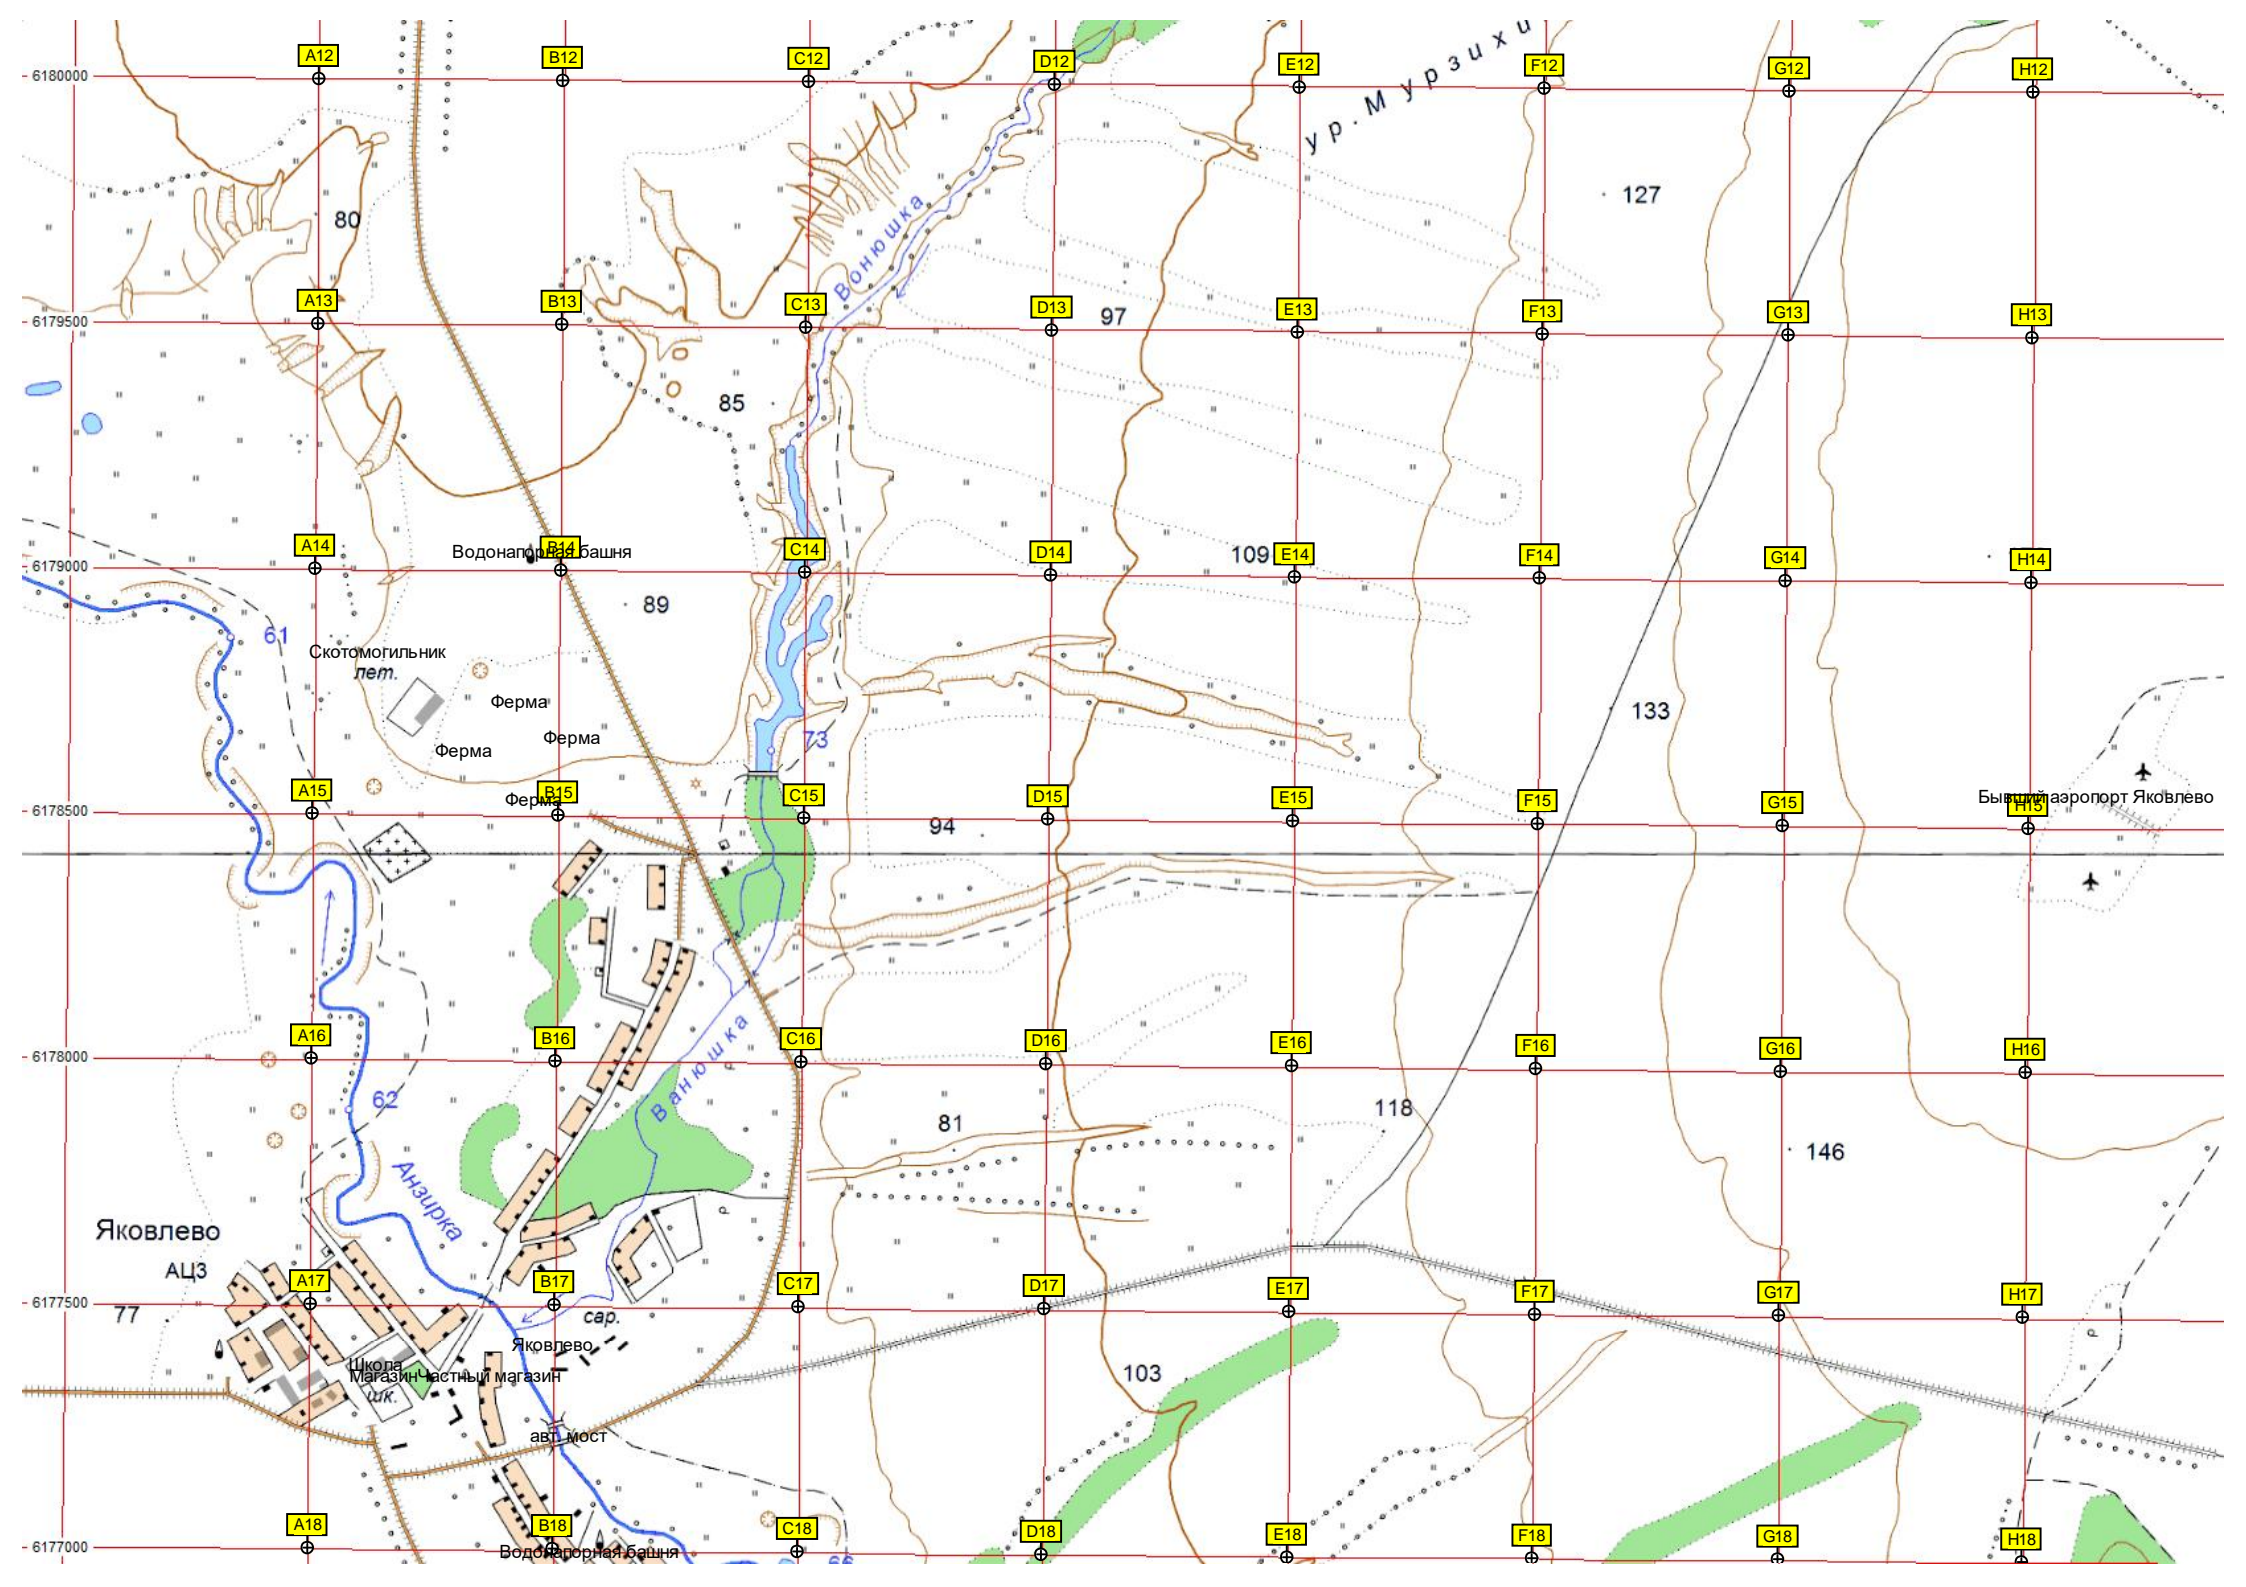 ур. Мурзихи
A12 B12 C12 D12 E12 F12 G12 H12
6180000
127
80
Вонюшка
A13 B13 C13 D13 E13 F13 G13 H13
97
6179500
85
A14 B14 C14 D14 E14 F14 G14 H14
Водонапорная башня
109
6179000
89
61
Скотомогильник
лет.
Ферма
133
Ферма
Ферма
73
A15 B15 C15 D15 E15 F15 G15 H15
Ферма
Бывший аэропорт Яковлево
6178500
94
A16 B16 C16 D16 E16 F16 G16 H16
6178000
Ванюшка
62
118
81
146
Анзирка
Яковлево
АЦЗ
A17 B17 C17 D17 E17 F17 G17 H17
6177500
77
сар.
Яковлево
Школа
Магазин Частный магазин
103
шк.
авт. мост
A18 B18 C18 D18 E18 F18 G18 H18
6177000
Водонапорная башня